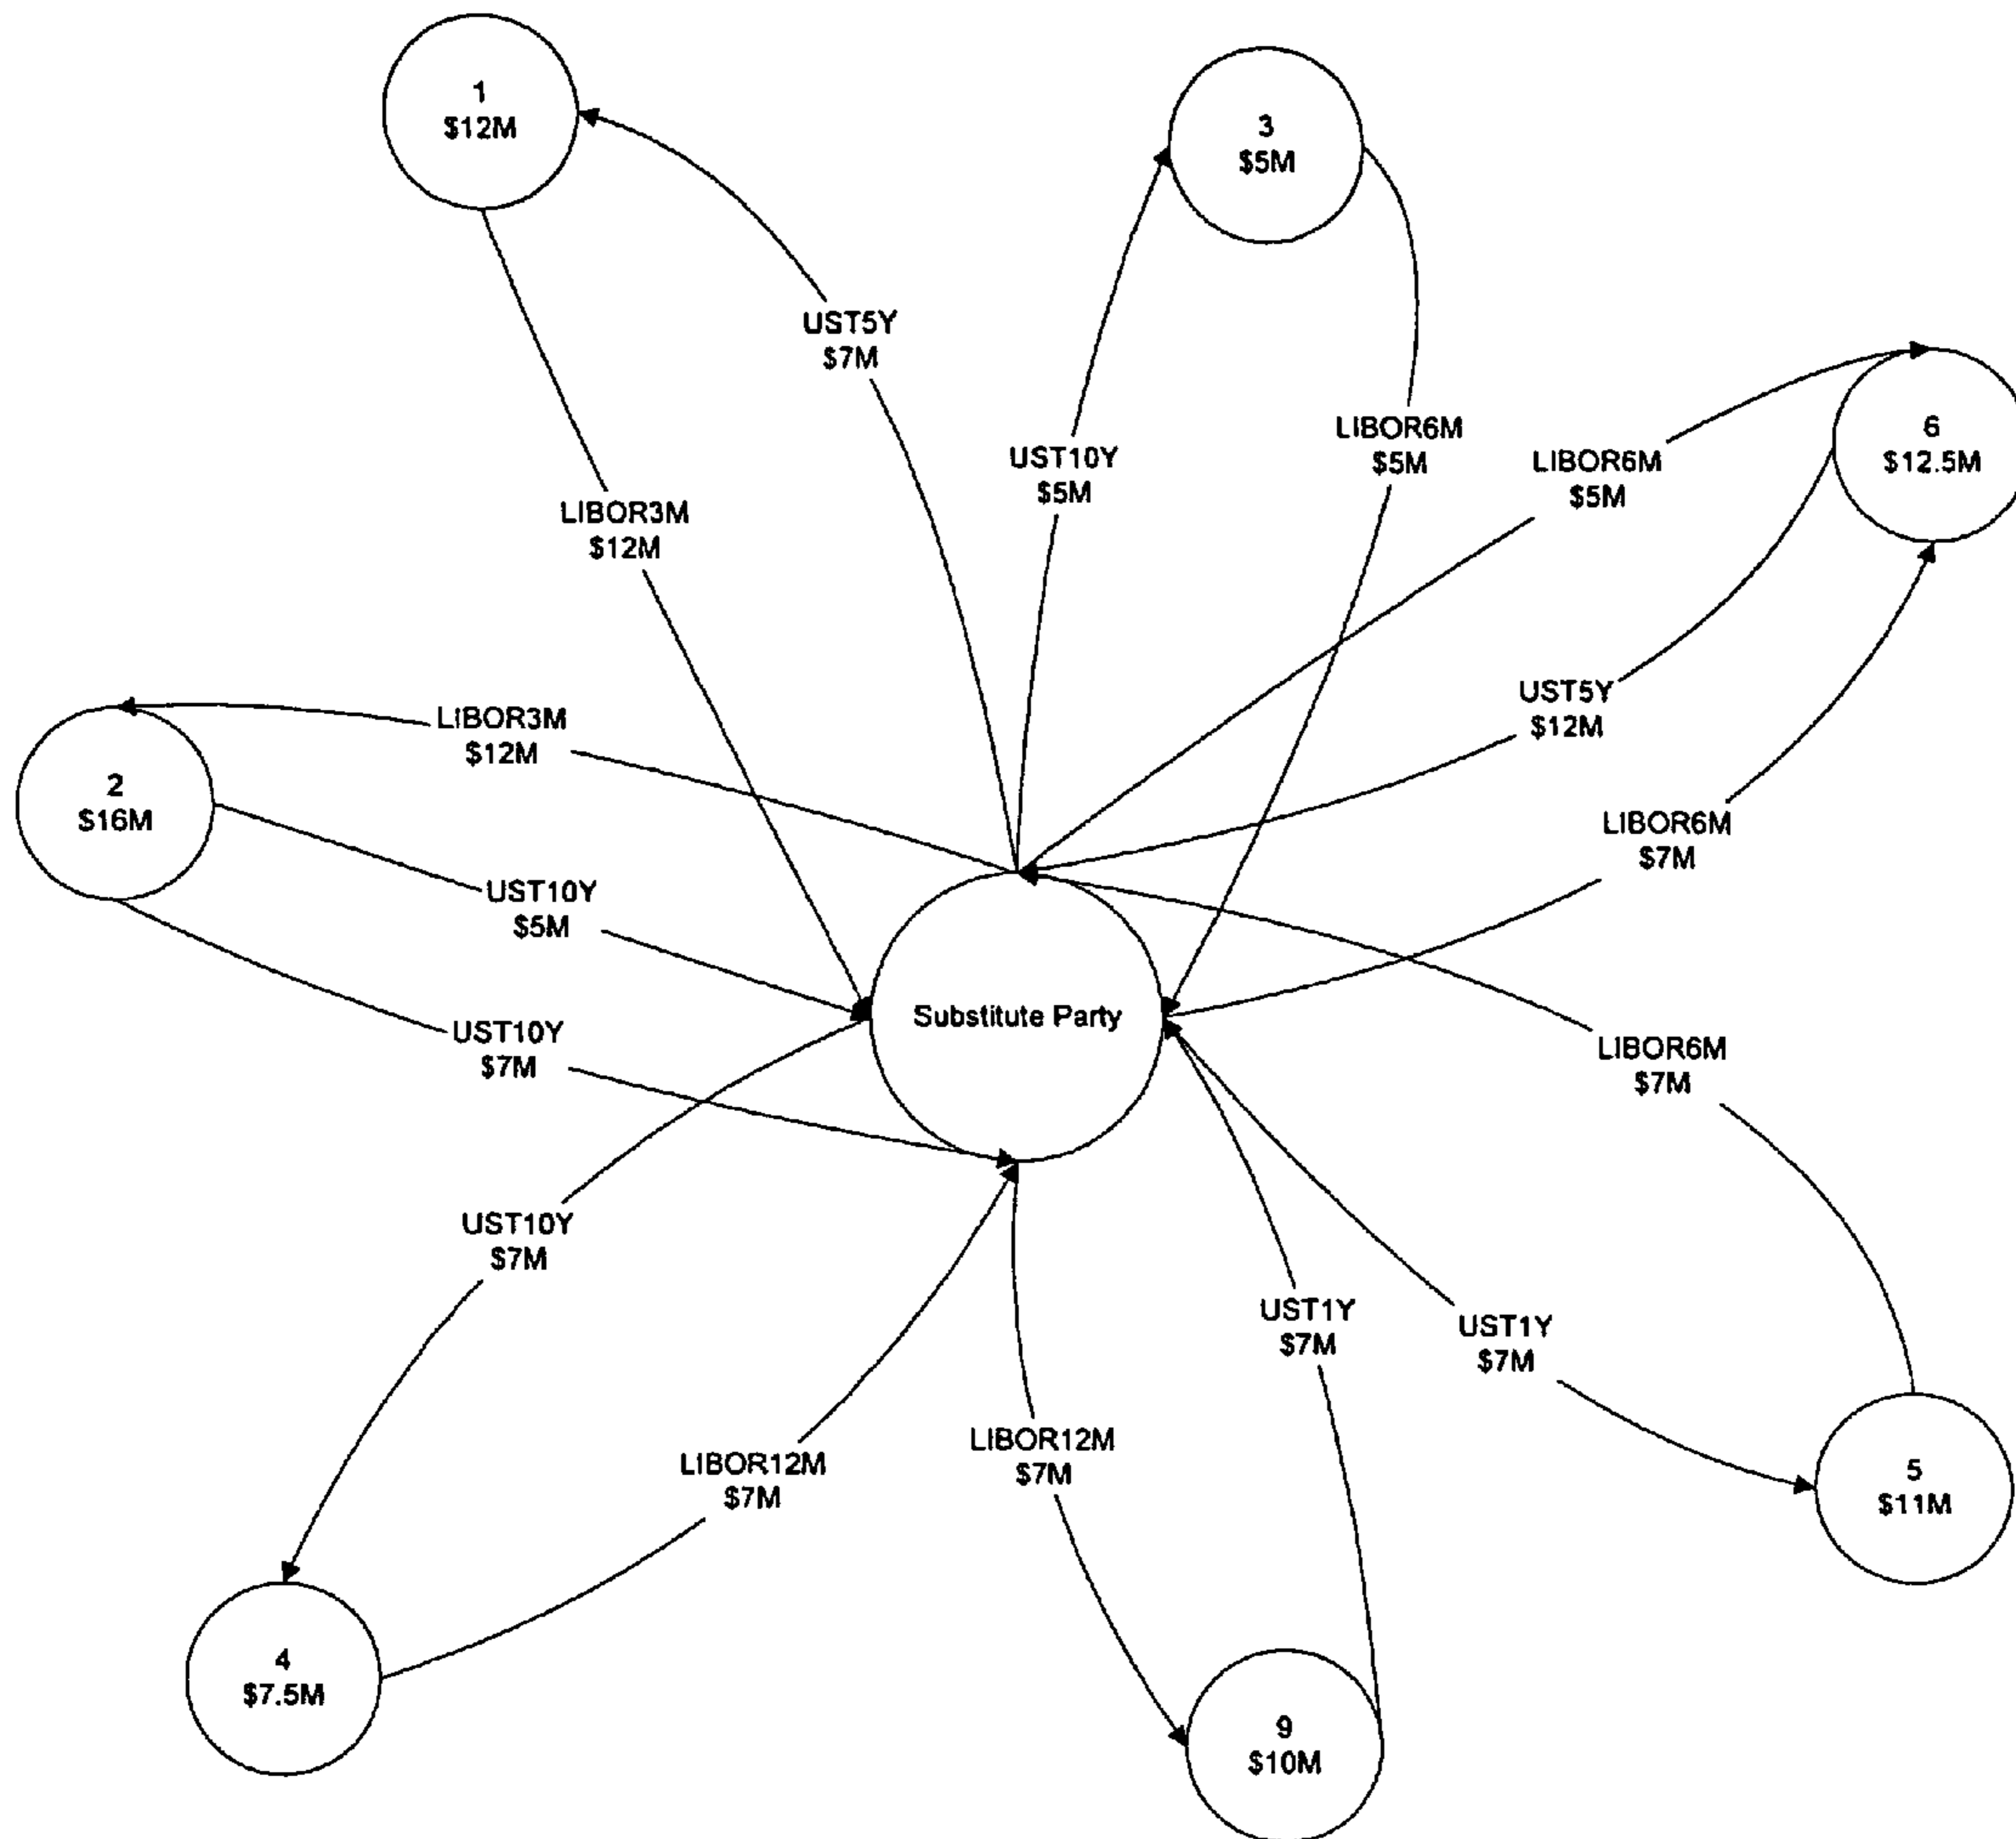 1
$12M
3
$5M
UST5Y
$7M
6
$12.5M
LIBOR6M
$5M
UST10Y
$5M
LIBOR6M
$5M
LIBOR3M
$12M
UST5Y
$12M
LIBOR3M
$12M
2
$16M
LIBOR6M
$7M
UST10Y
$5M
Substitute Party
UST10Y
$7M
LIBOR6M
$7M
UST10Y
$7M
UST1Y
$7M
UST1Y
$7M
LIBOR12M
$7M
LIBOR12M
$7M
5
$11M
4
$7.5M
9
$10M